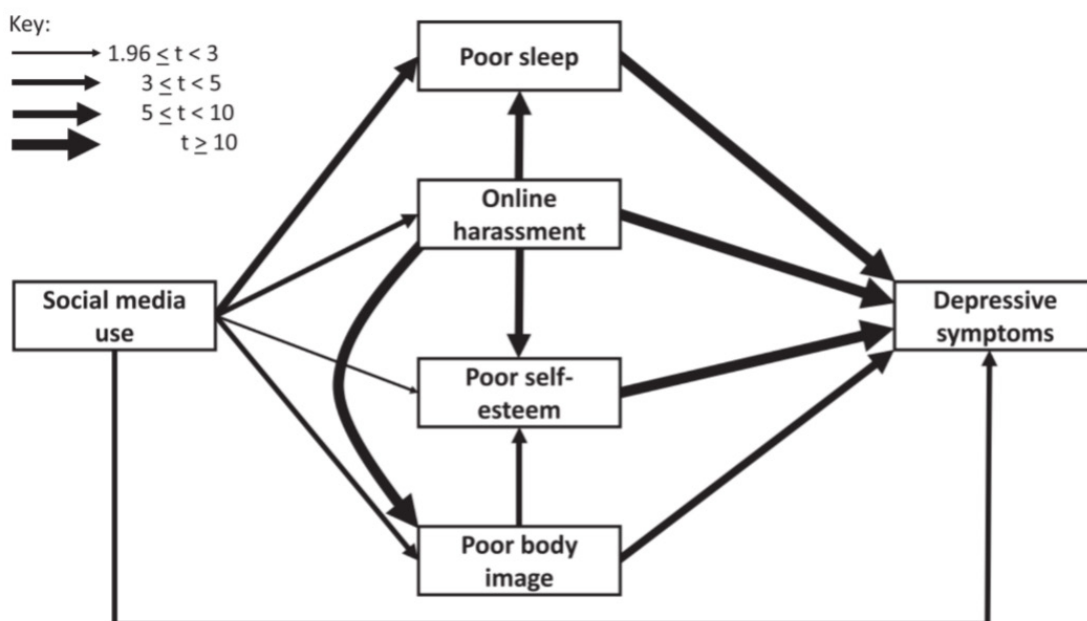 Key:
1.96 ≤ t < 3
3 ≤ t < 5
5 ≤ t < 10
t ≥ 10
Poor sleep
Online
harassment
Social media
use
Depressive
symptoms
Poor self-
esteem
Poor body
image